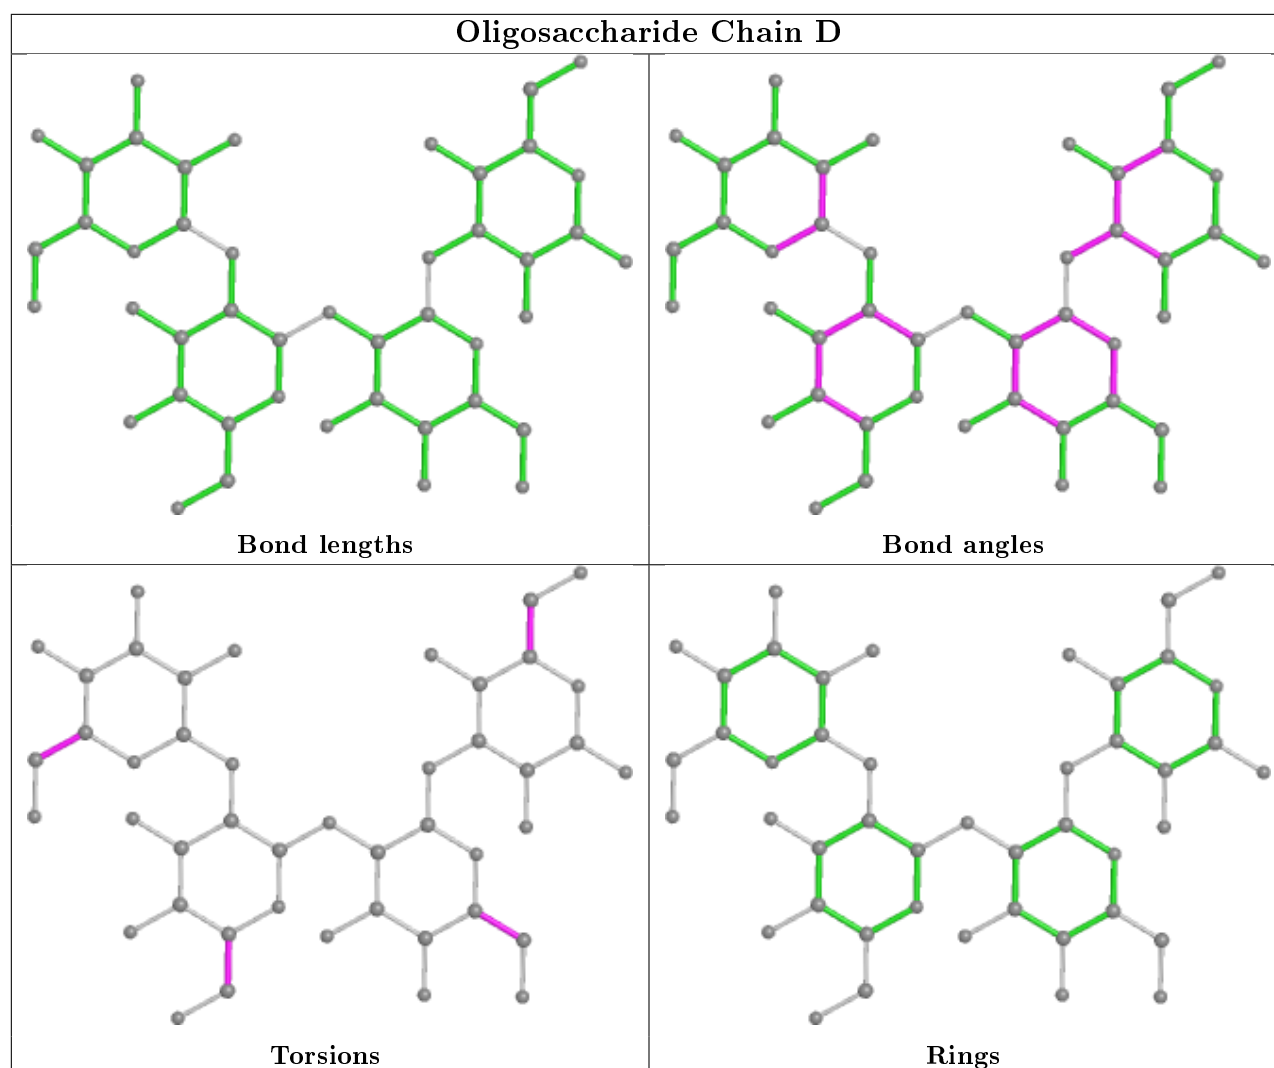 Oligosaccharide Chain D
Bond lengths
Bond angles
Torsions
Rings